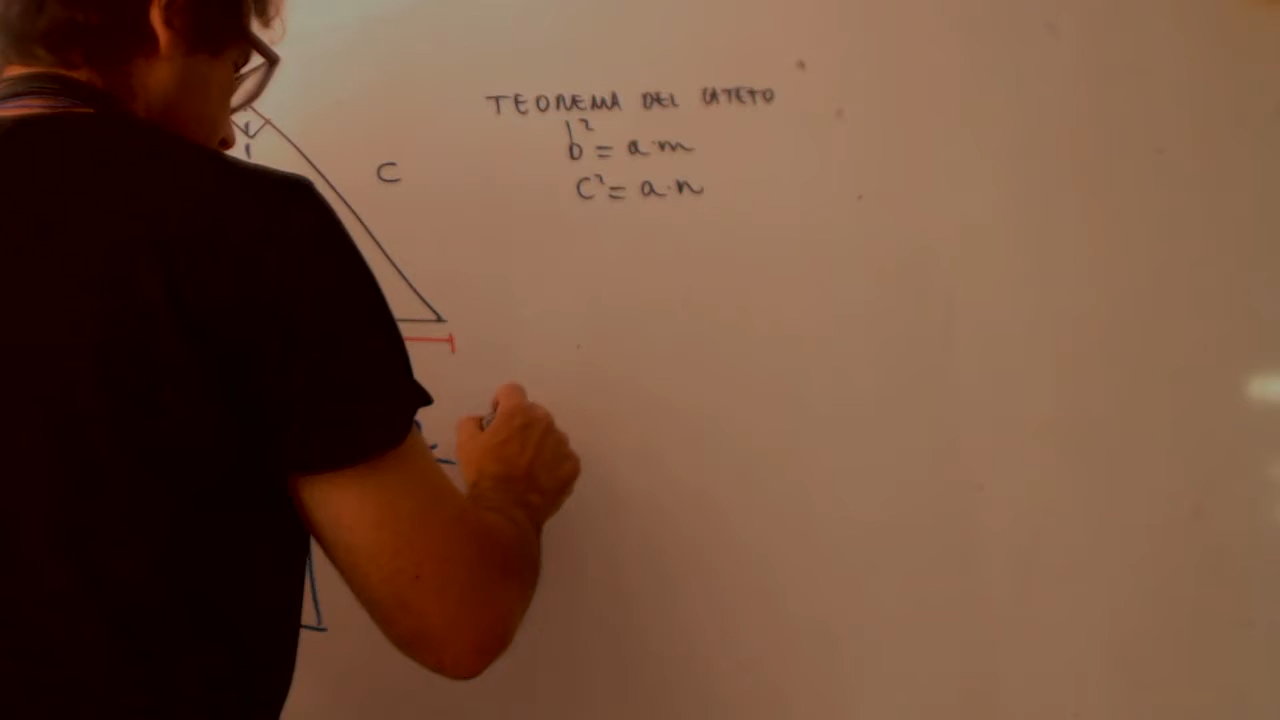 TEOREMA DEL CATETO
b² = a·m
c² = a·n
C